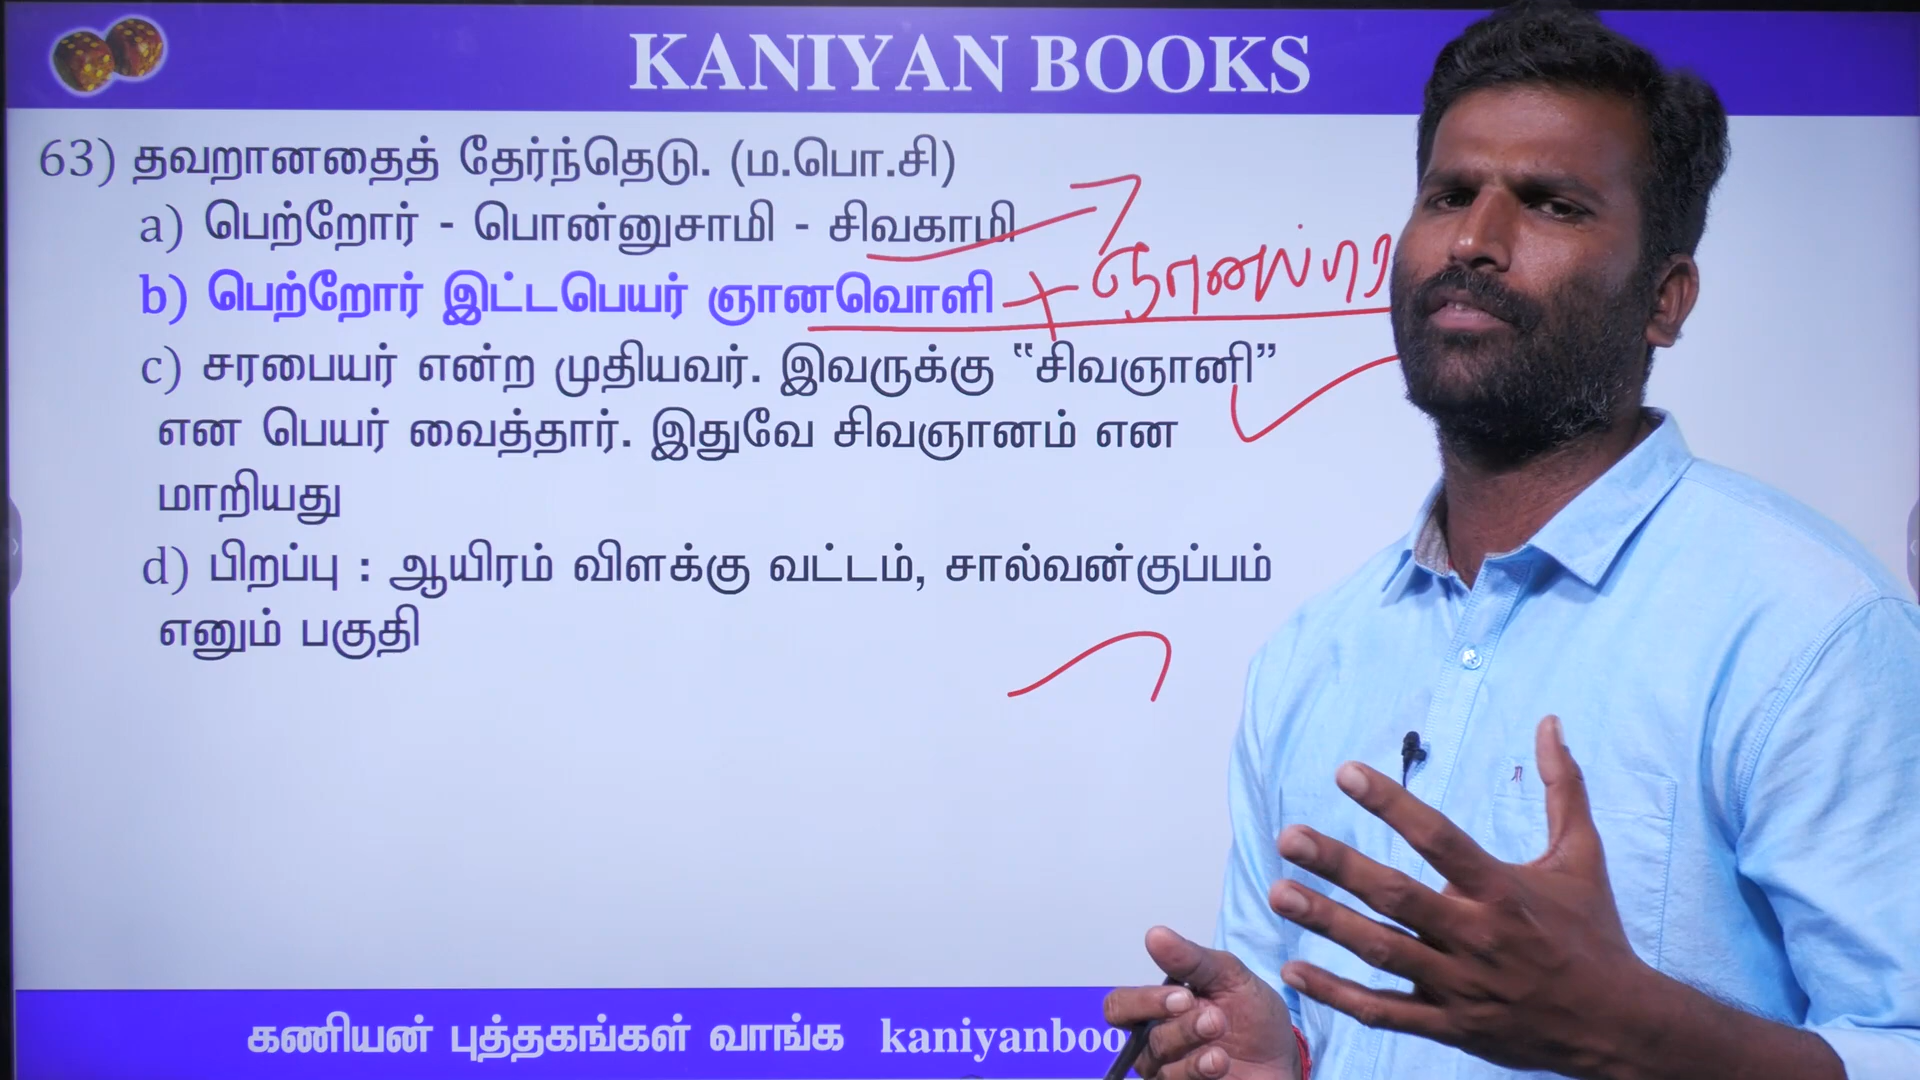 KANIYAN BOOKS
63) தவறானதைத் தேர்ந்தெடு. (ம.பொ.சி)
a) பெற்றோர் - பொன்னுசாமி - சிவகாமி
b) பெற்றோர் இட்டபெயர் ஞானவொளி
c) சரபையர் என்ற முதியவர். இவருக்கு “சிவஞானி”
என பெயர் வைத்தார். இதுவே சிவஞானம் என
மாறியது
d) பிறப்பு : ஆயிரம் விளக்கு வட்டம், சால்வன்குப்பம்
எனும் பகுதி
கணியன் புத்தகங்கள் வாங்க kaniyanboo